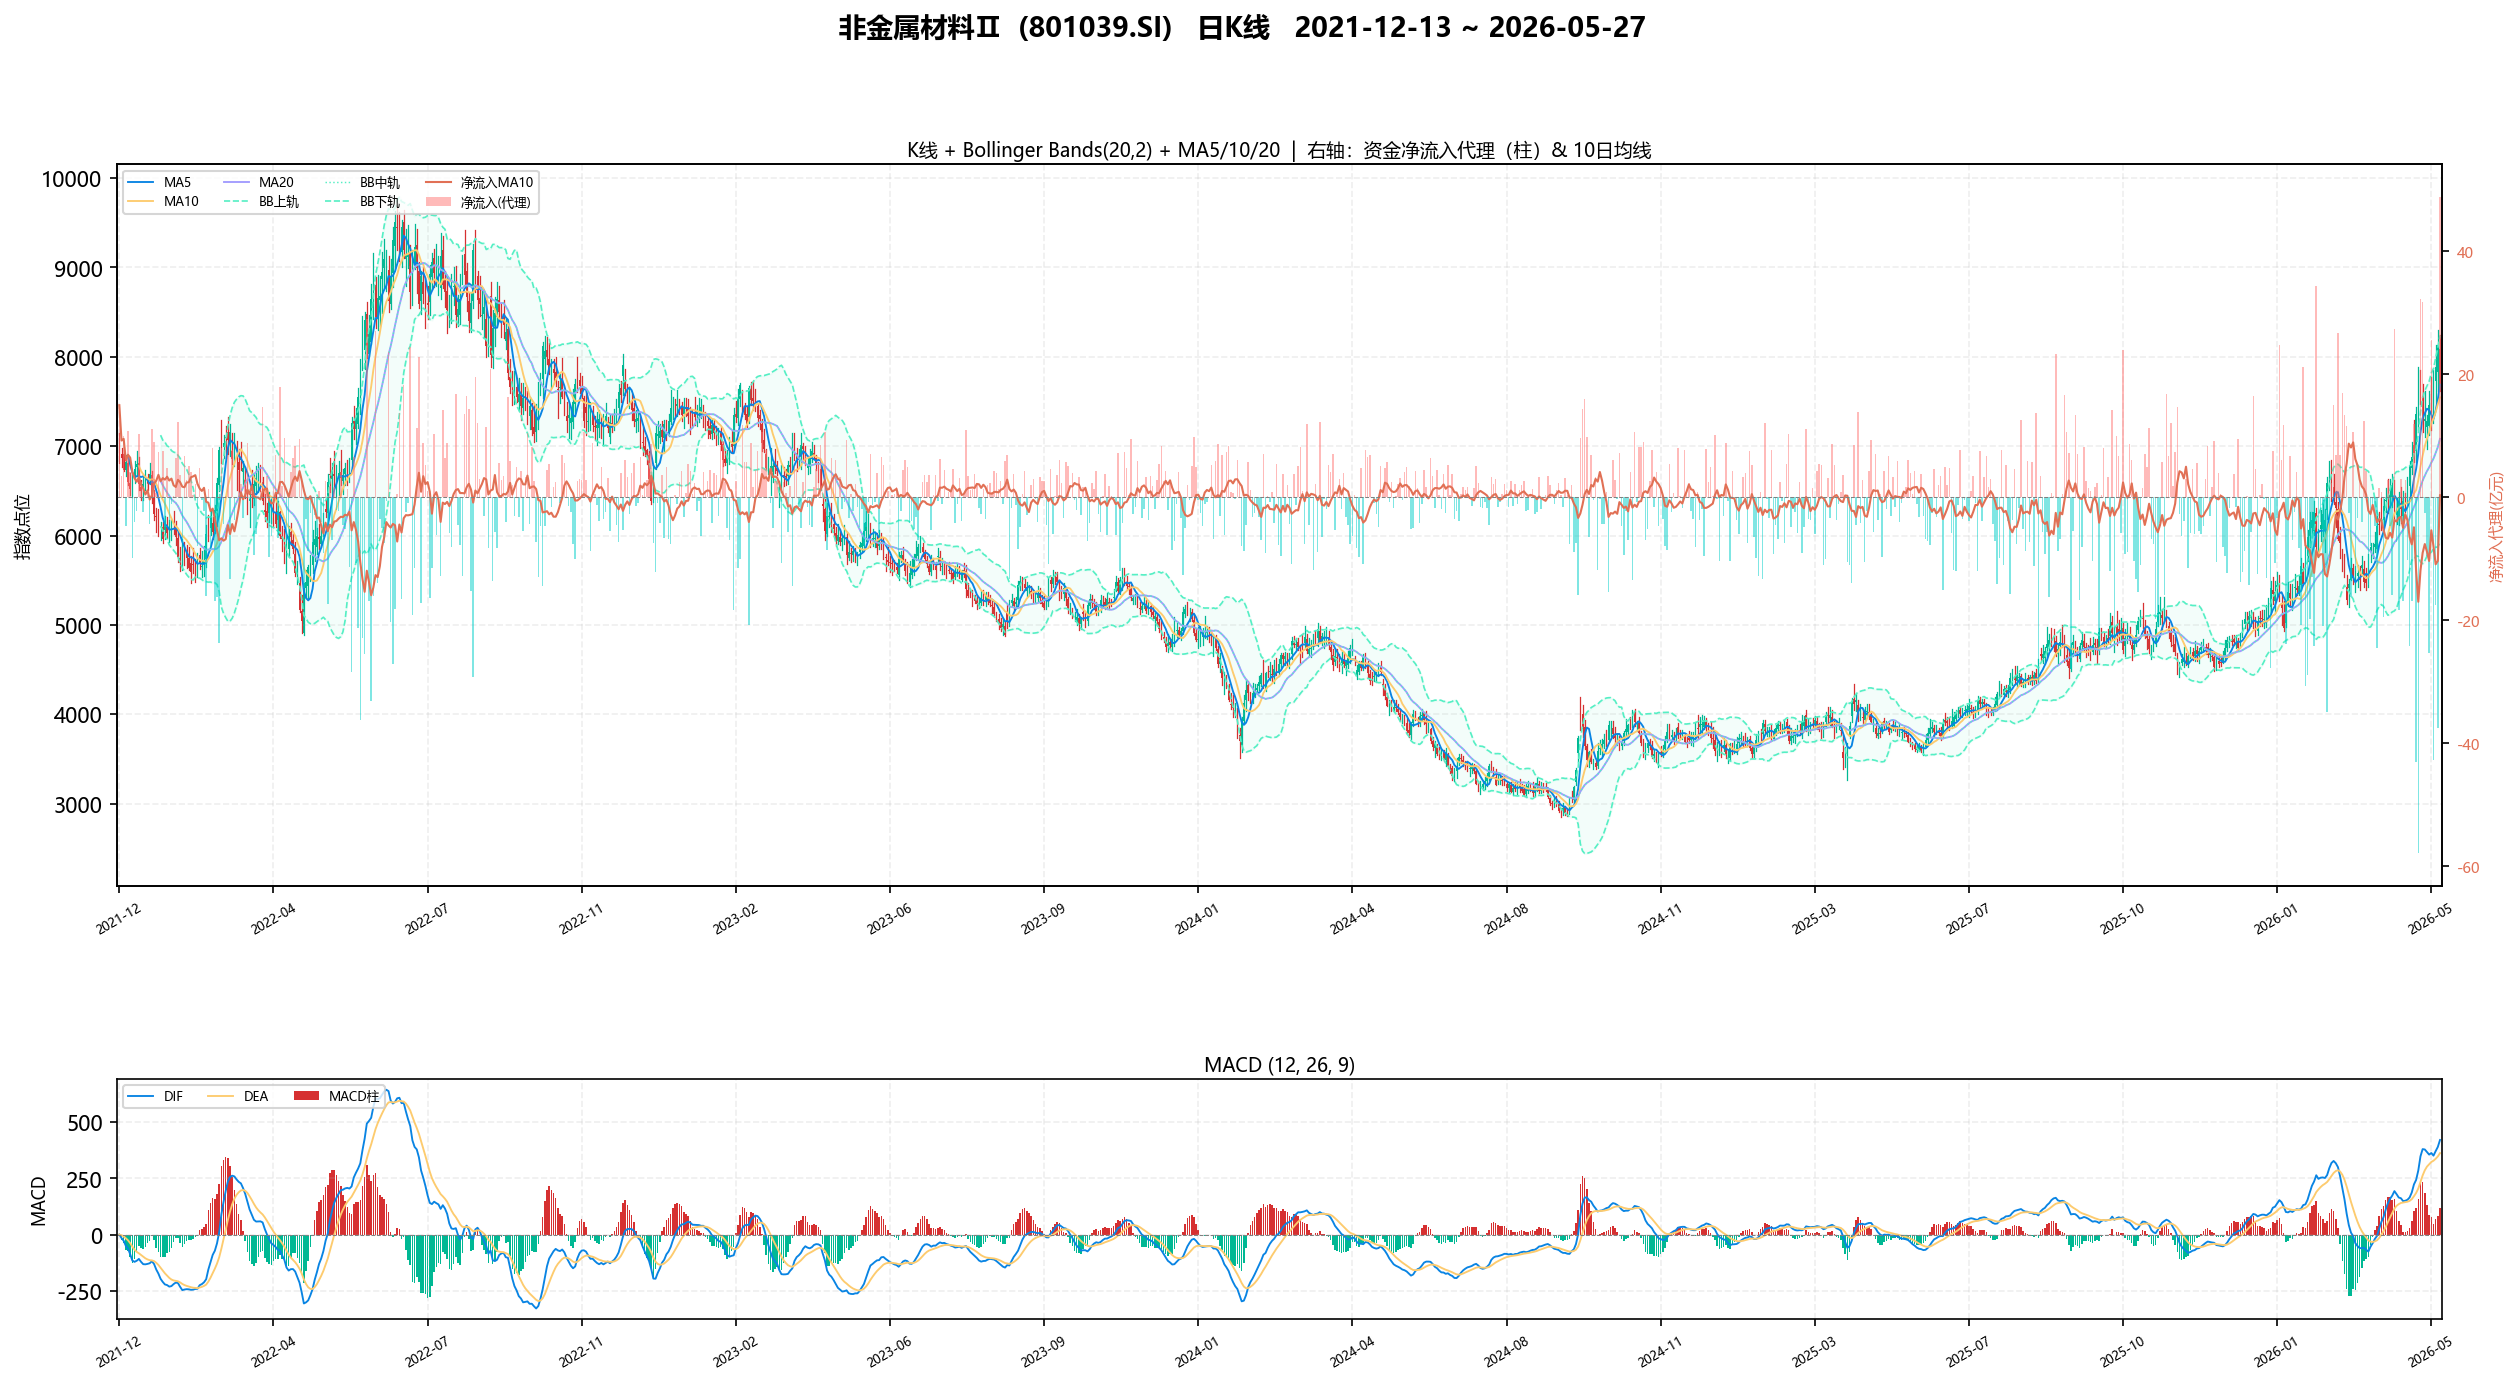 非金属材料Ⅱ (801039.SI) 日K线 2021-12-13 ~ 2026-05-27
K线 + Bollinger Bands(20,2) + MA5/10/20 | 右轴：资金净流入代理（柱）& 10日均线
MA5 MA20 BB中轨 净流入MA10
MA10 BB上轨 BB下轨 净流入(代理)
指数点位
10000
9000
8000
7000
6000
5000
4000
3000
40
20
0
-20
-40
-60
净流入代理(亿元)
2021-12 2022-04 2022-07 2022-11 2023-02 2023-06 2023-09 2024-01 2024-04 2024-08 2024-11 2025-03 2025-07 2025-10 2026-01 2026-05
MACD (12, 26, 9)
DIF DEA MACD柱
MACD
500
250
0
-250
2021-12 2022-04 2022-07 2022-11 2023-02 2023-06 2023-09 2024-01 2024-04 2024-08 2024-11 2025-03 2025-07 2025-10 2026-01 2026-05